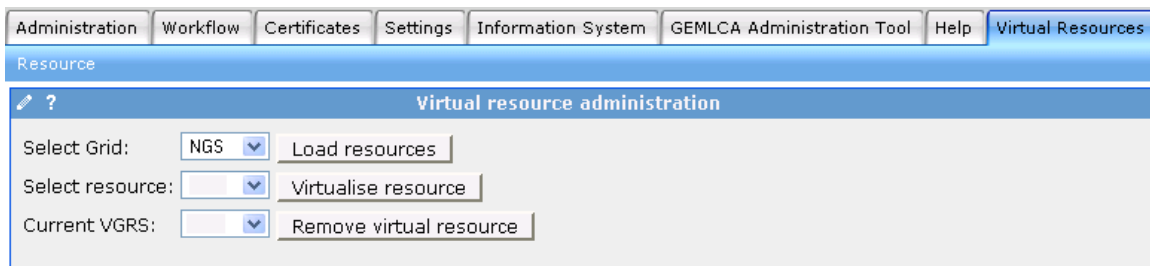 Administration Workflow Certificates Settings Information System GEMLCA Administration Tool Help Virtual Resources
Resource
? Virtual resource administration
Select Grid: NGS Load resources
Select resource: Virtualise resource
Current VGRS: Remove virtual resource